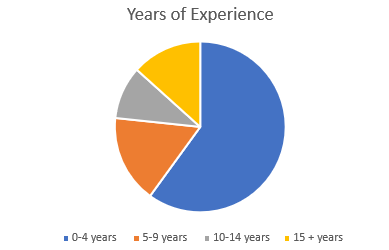 Years of Experience
0-4 years 5-9 years 10-14 years 15 + years